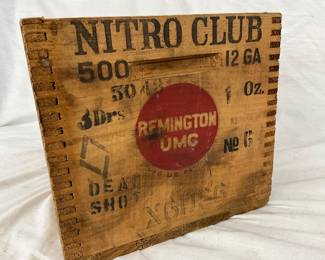 NITRO CLUB
500 12 GA
1 Oz.
3 Drs
REMINGTON
UMC
No 6
DEAD
SHOT